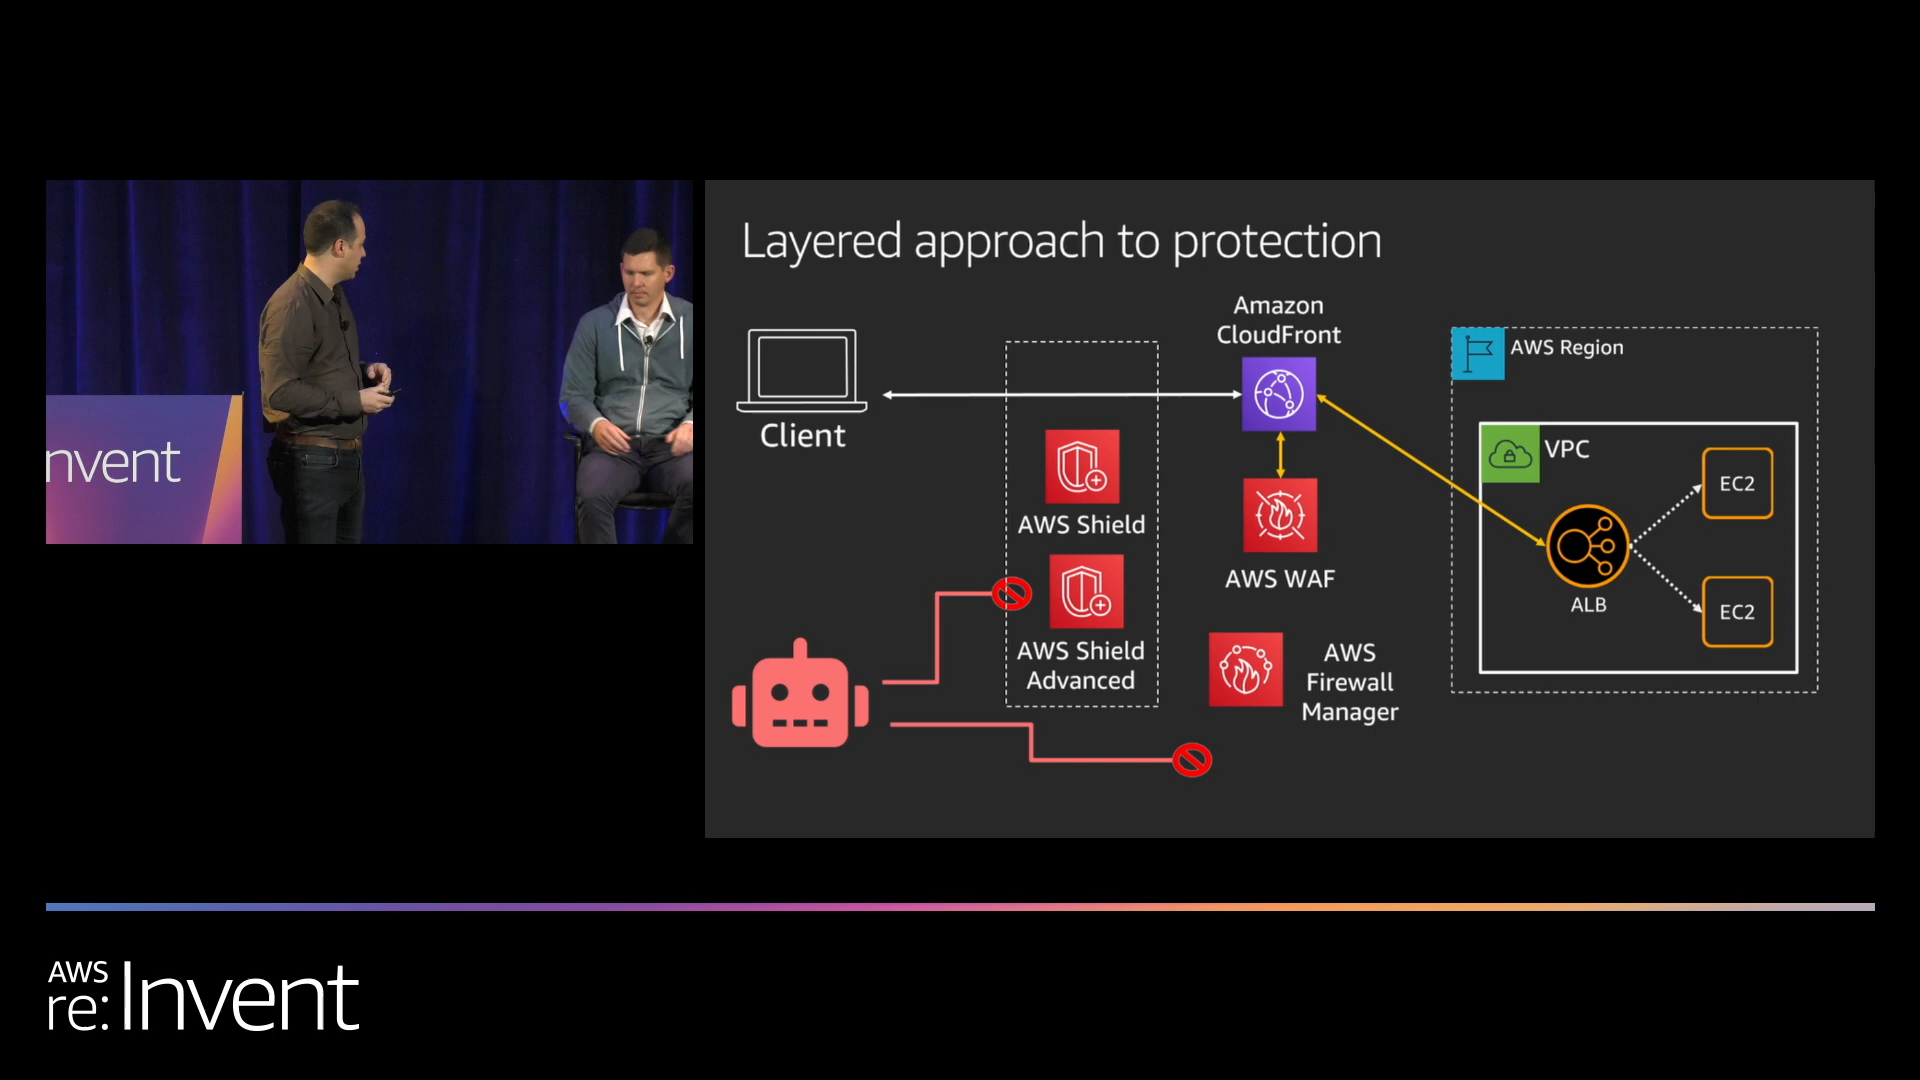 nvent
Layered approach to protection
Client
AWS Shield
AWS Shield
Advanced
Amazon
CloudFront
AWS WAF
AWS
Firewall
Manager
AWS Region
VPC
ALB
EC2
EC2
AWS
re:Invent